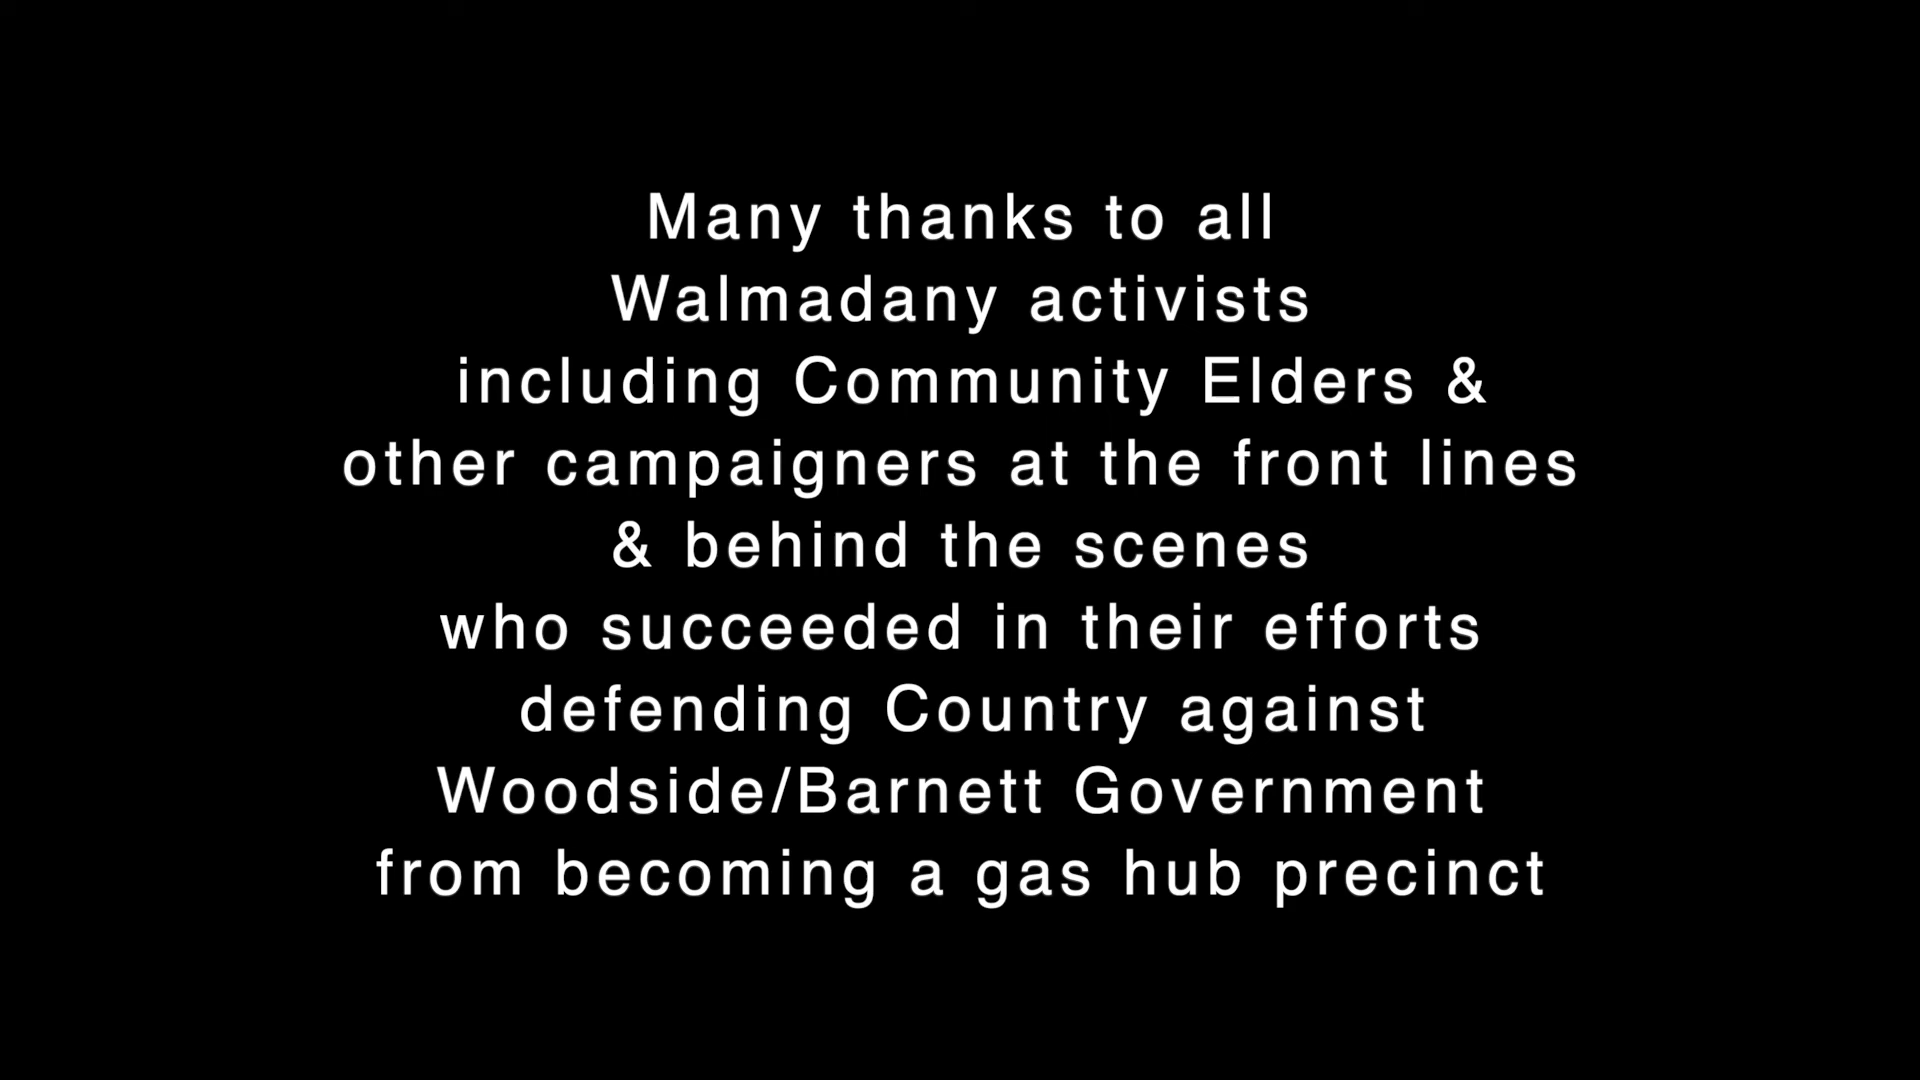 Many thanks to all
Walmadany activists
including Community Elders &
other campaigners at the front lines
& behind the scenes
who succeeded in their efforts
defending Country against
Woodside/Barnett Government
from becoming a gas hub precinct